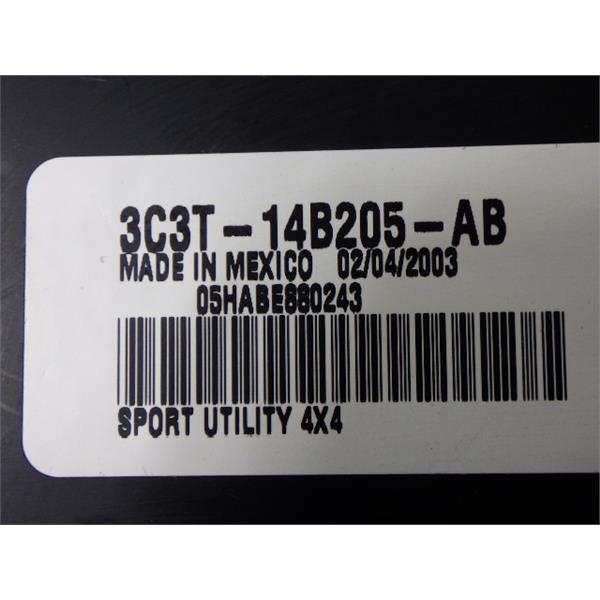 3C3T-14B205-AB
MADE IN MEXICO 02/04/2003
05HABE880243
SPORT UTILITY 4X4